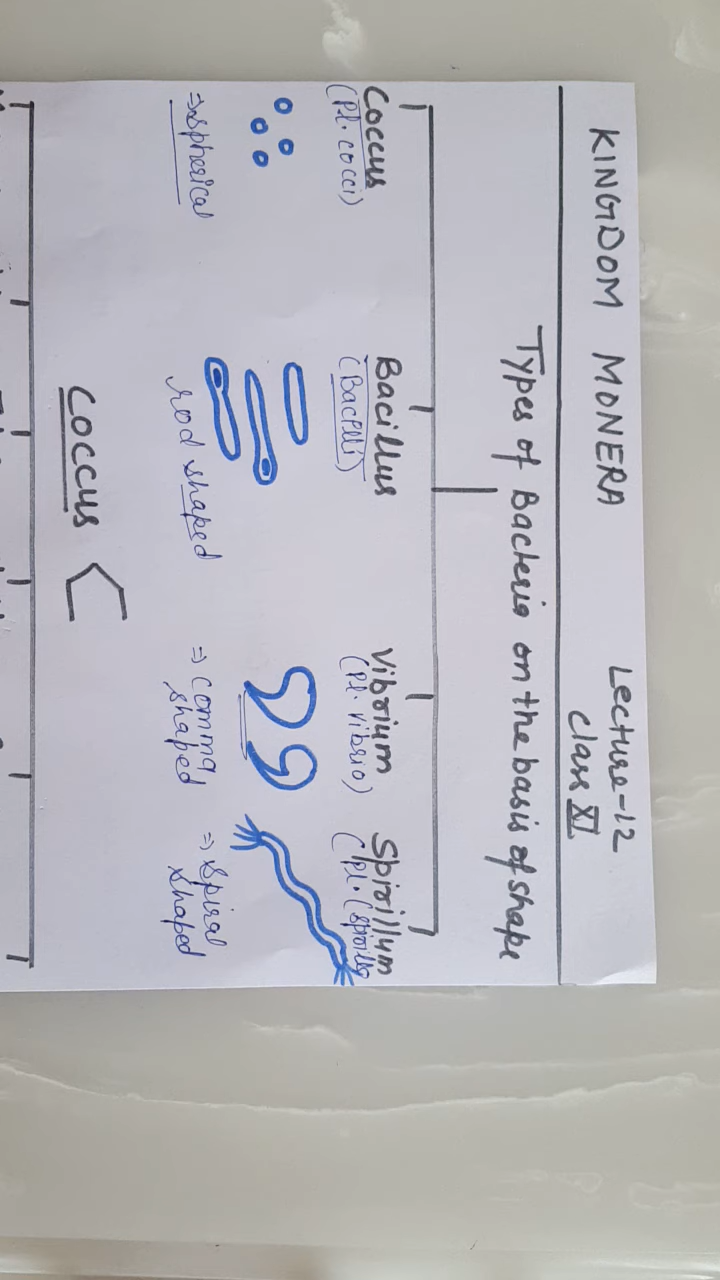 KINGDOM MONERA
Lecture-12
class XI
Types of Bacteria on the basis of shape
Coccus
(Pl. cocci)
⇒ spherical
Bacillus
(Bacilli)
rod shaped
Vibrium
(Pl. vibrio)
⇒ comma
shaped
Spirillum
(Pl. (spirilla
⇒ spiral
shaped
coccus